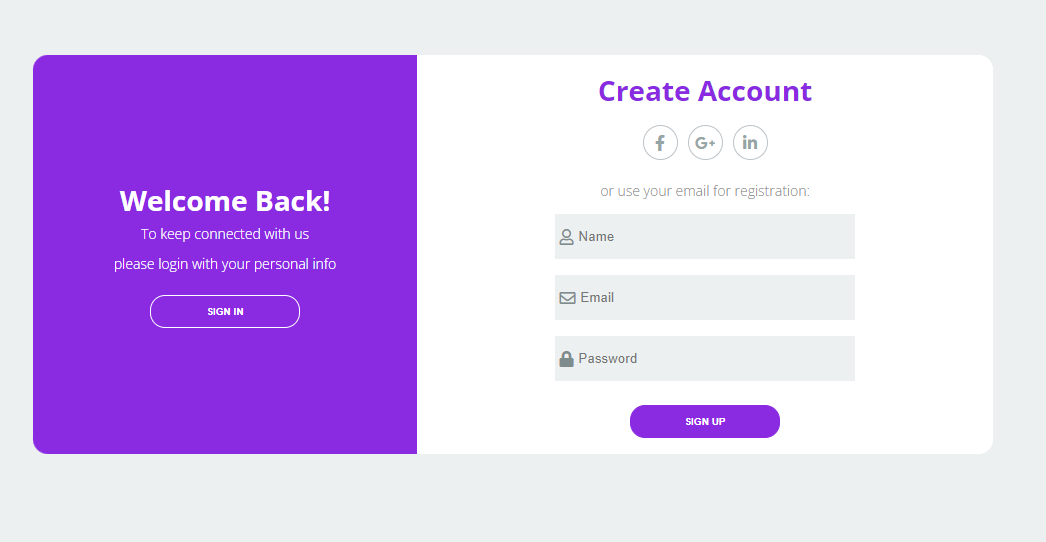 Welcome Back!
To keep connected with us
please login with your personal info
SIGN IN
Create Account
f G+ in
or use your email for registration:
Name
Email
Password
SIGN UP